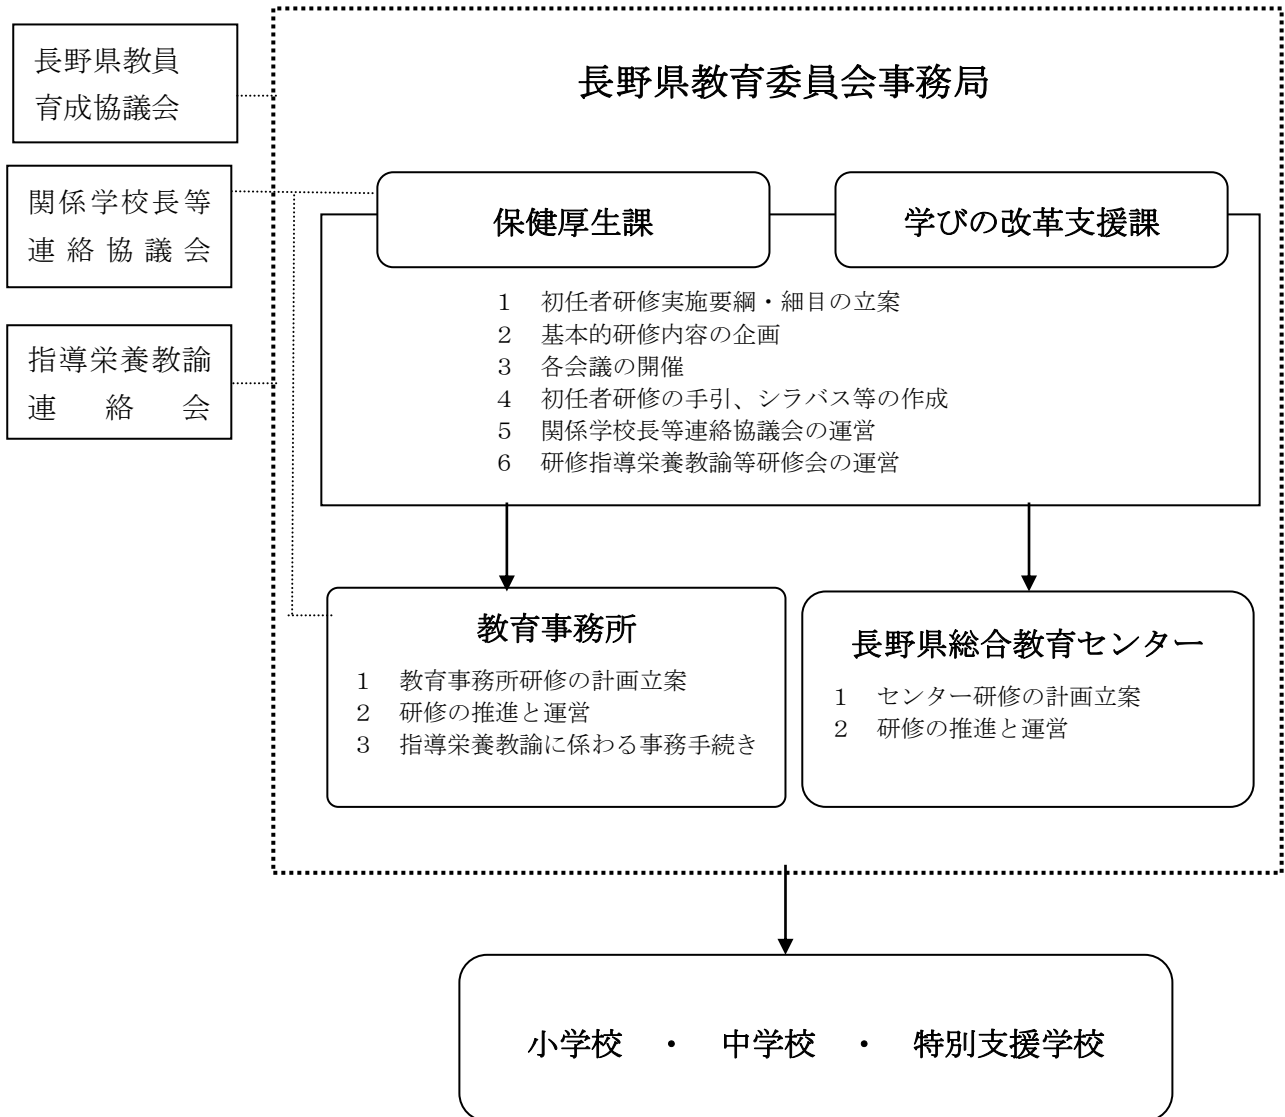 長野県教員
育成協議会
関係学校長等
連絡協議会
指導栄養教諭
連絡会
長野県教育委員会事務局
保健厚生課
学びの改革支援課
１　初任者研修実施要綱・細目の立案
２　基本的研修内容の企画
３　各会議の開催
４　初任者研修の手引、シラバス等の作成
５　関係学校長等連絡協議会の運営
６　研修指導栄養教諭等研修会の運営
教育事務所
１　教育事務所研修の計画立案
２　研修の推進と運営
３　指導栄養教諭に係わる事務手続き
長野県総合教育センター
１　センター研修の計画立案
２　研修の推進と運営
小学校　・　中学校　・　特別支援学校